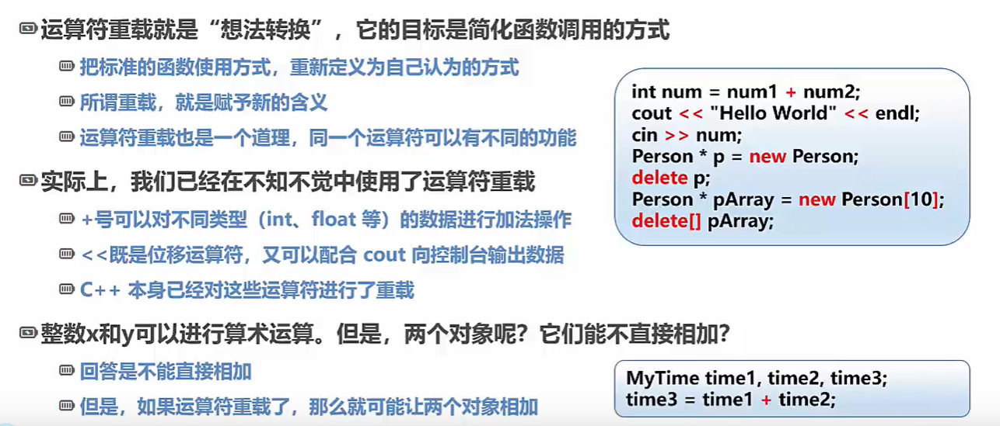 运算符重载就是“想法转换”，它的目标是简化函数调用的方式
把标准的函数使用方式，重新定义为自己认为的方式
所谓重载，就是赋予新的含义
运算符重载也是一个道理，同一个运算符可以有不同的功能
int num = num1 + num2;
cout << "Hello World" << endl;
cin >> num;
Person * p = new Person;
delete p;
Person * pArray = new Person[10];
delete[] pArray;
实际上，我们已经在不知不觉中使用了运算符重载
+号可以对不同类型（int、float 等）的数据进行加法操作
<<既是位移运算符，又可以配合 cout 向控制台输出数据
C++ 本身已经对这些运算符进行了重载
整数x和y可以进行算术运算。但是，两个对象呢？它们能不直接相加？
回答是不能直接相加
但是，如果运算符重载了，那么就可能让两个对象相加
MyTime time1, time2, time3;
time3 = time1 + time2;